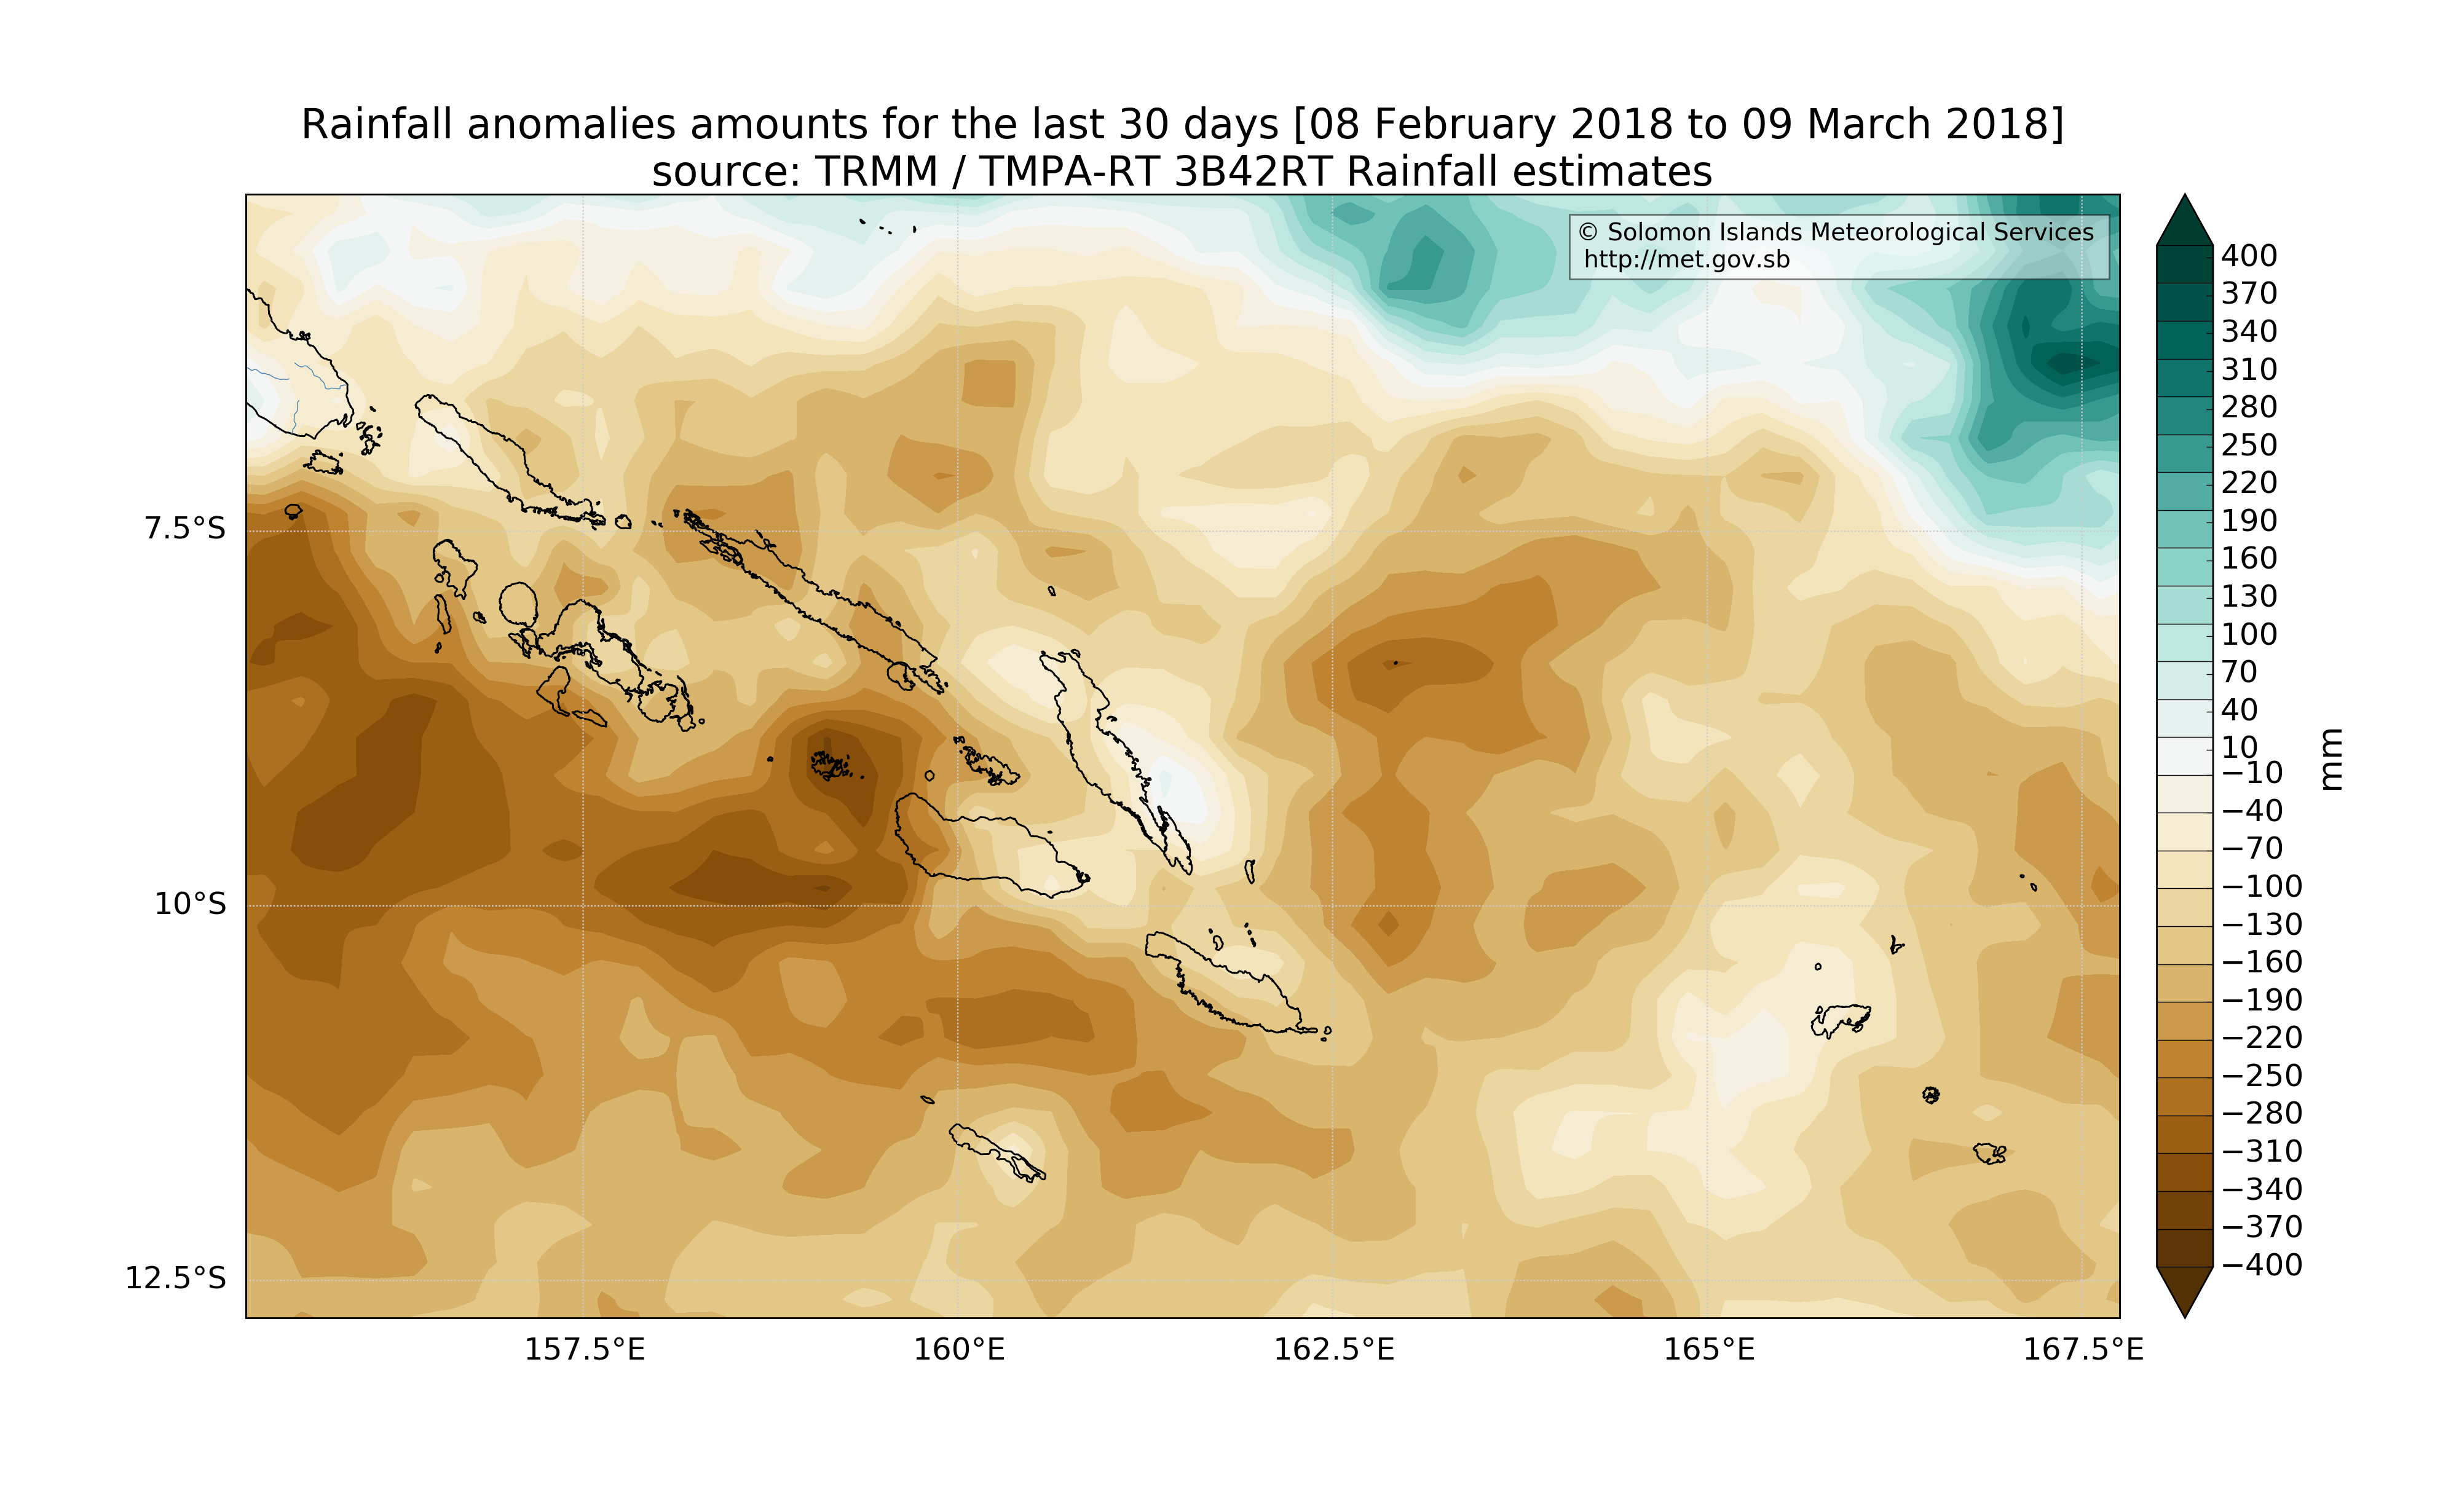 Rainfall anomalies amounts for the last 30 days [08 February 2018 to 09 March 2018]
source: TRMM / TMPA-RT 3B42RT Rainfall estimates
© Solomon Islands Meteorological Services
http://met.gov.sb
7.5°S
10°S
12.5°S
157.5°E
160°E
162.5°E
165°E
167.5°E
400
370
340
310
280
250
220
190
160
130
100
70
40
10
−10
−40
−70
−100
−130
−160
−190
−220
−250
−280
−310
−340
−370
−400
mm